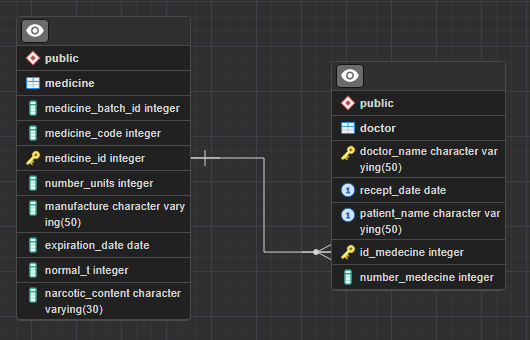 public
medicine
medicine_batch_id integer
medicine_code integer
medicine_id integer
number_units integer
manufacture character vary
ing(50)
expiration_date date
normal_t integer
narcotic_content character
varying(30)
public
doctor
doctor_name character var
ying(50)
recept_date date
patient_name character var
ying(50)
id_medecine integer
number_medecine integer